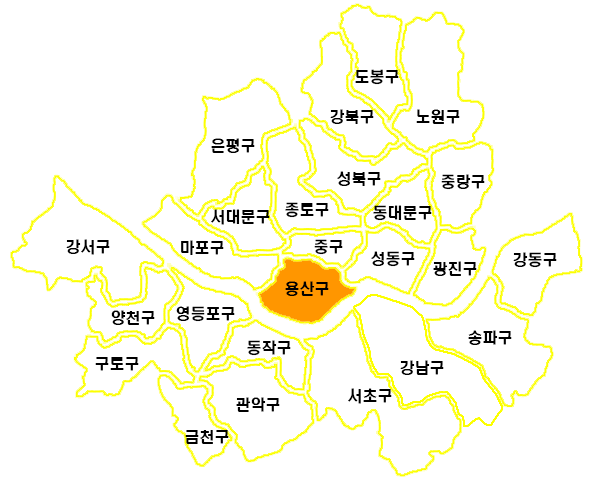 도봉구
강북구
노원구
은평구
성북구
중랑구
서대문구
종토구
동대문구
강서구
마포구
중구
성동구
광진구
강동구
용산구
양천구
영등포구
송파구
동작구
구토구
강남구
서초구
관악구
금천구